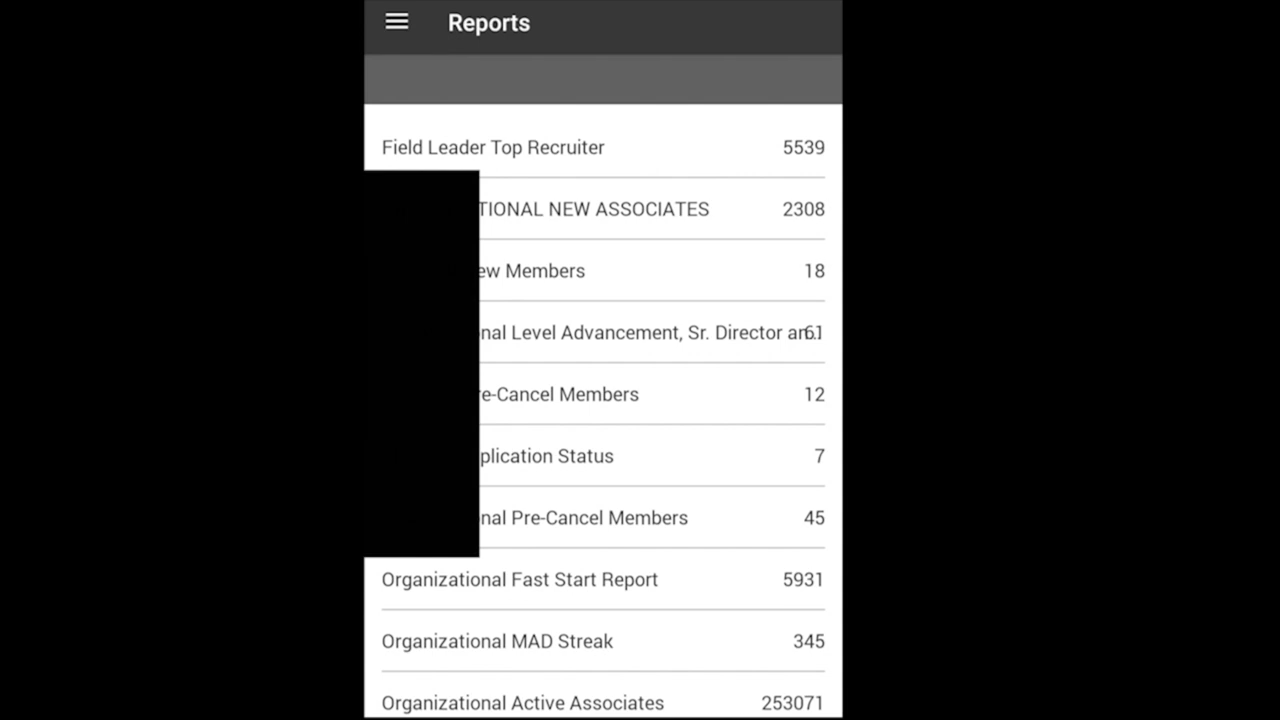 Reports
Field Leader Top Recruiter 5539
TIONAL NEW ASSOCIATES 2308
ew Members 18
nal Level Advancement, Sr. Director an.. 61
re-Cancel Members 12
plication Status 7
nal Pre-Cancel Members 45
Organizational Fast Start Report 5931
Organizational MAD Streak 345
Organizational Active Associates 253071